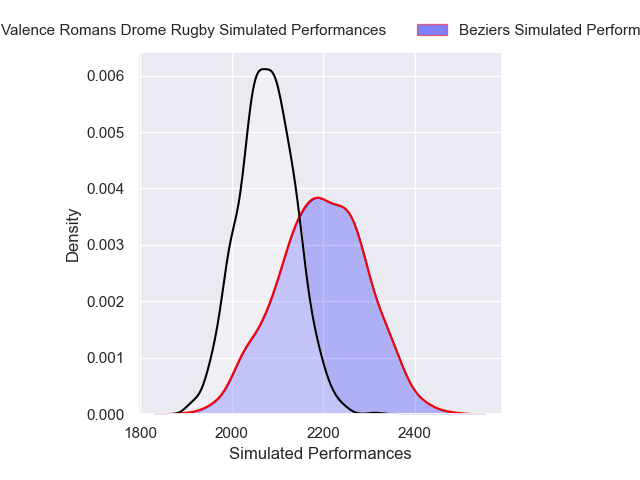 Valence Romans Drome Rugby Simulated Performances
Beziers Simulated Perform
0.006
0.005
0.004
0.003
0.002
0.001
0.000
Density
1800 2000 2200 2400
Simulated Performances